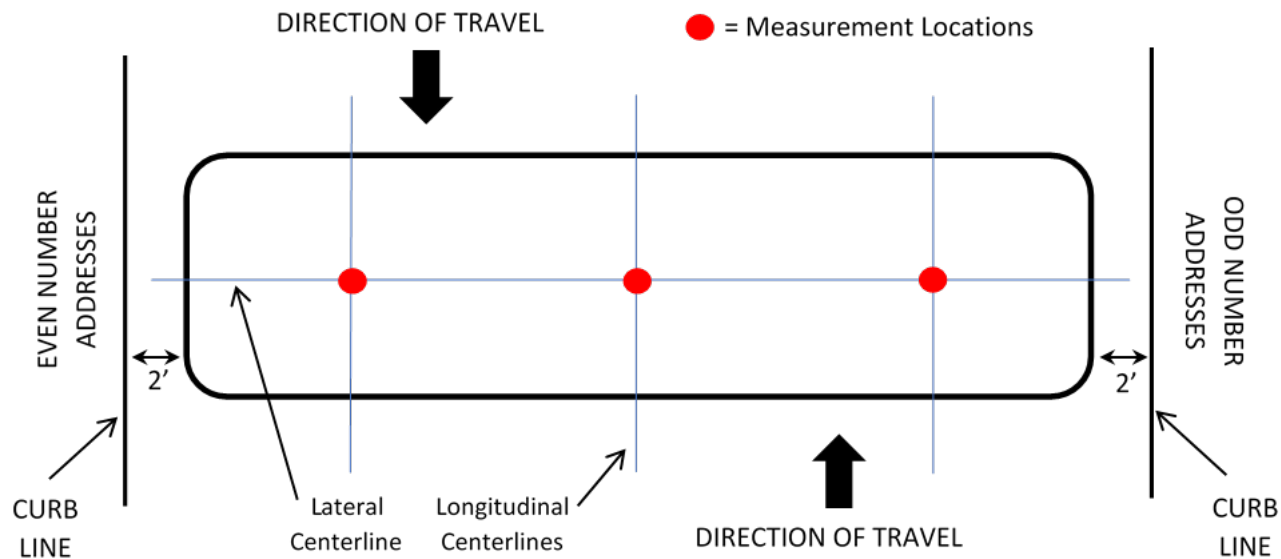 DIRECTION OF TRAVEL
= Measurement Locations
EVEN NUMBER
ADDRESSES
ODD NUMBER
ADDRESSES
2’
2’
CURB
LINE
Lateral
Centerline
Longitudinal
Centerlines
DIRECTION OF TRAVEL
CURB
LINE